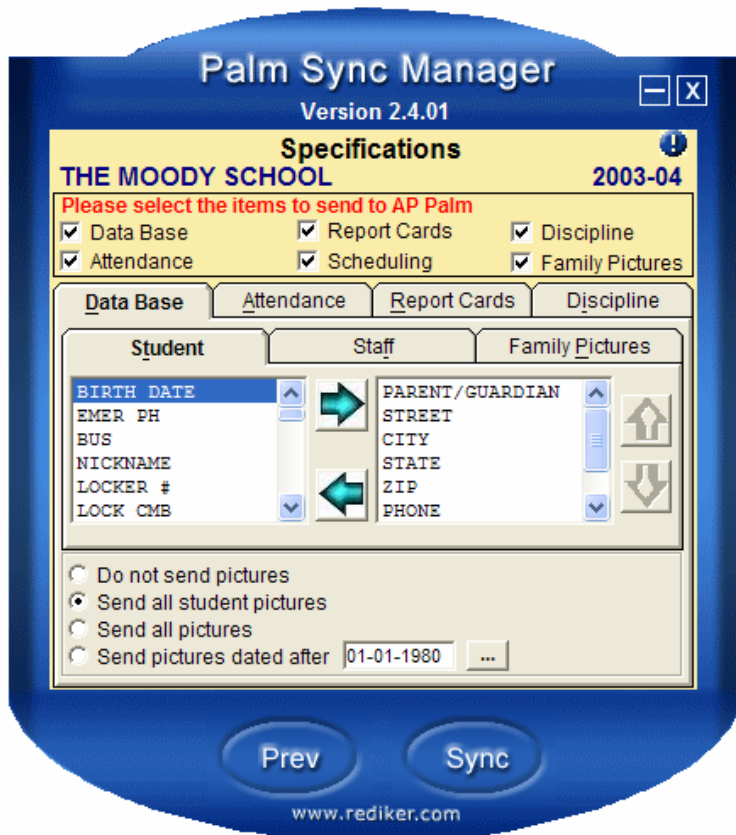 Palm Sync Manager
Version 2.4.01
X
Specifications
THE MOODY SCHOOL 2003-04
Please select the items to send to AP Palm
Data Base Report Cards Discipline
Attendance Scheduling Family Pictures
Data Base Attendance Report Cards Discipline
Student Staff Family Pictures
BIRTH DATE PARENT/GUARDIAN
EMER PH STREET
BUS CITY
NICKNAME STATE
LOCKER # ZIP
LOCK CMB PHONE
Do not send pictures
Send all student pictures
Send all pictures
Send pictures dated after 01-01-1980 ...
Prev Sync
www.rediker.com